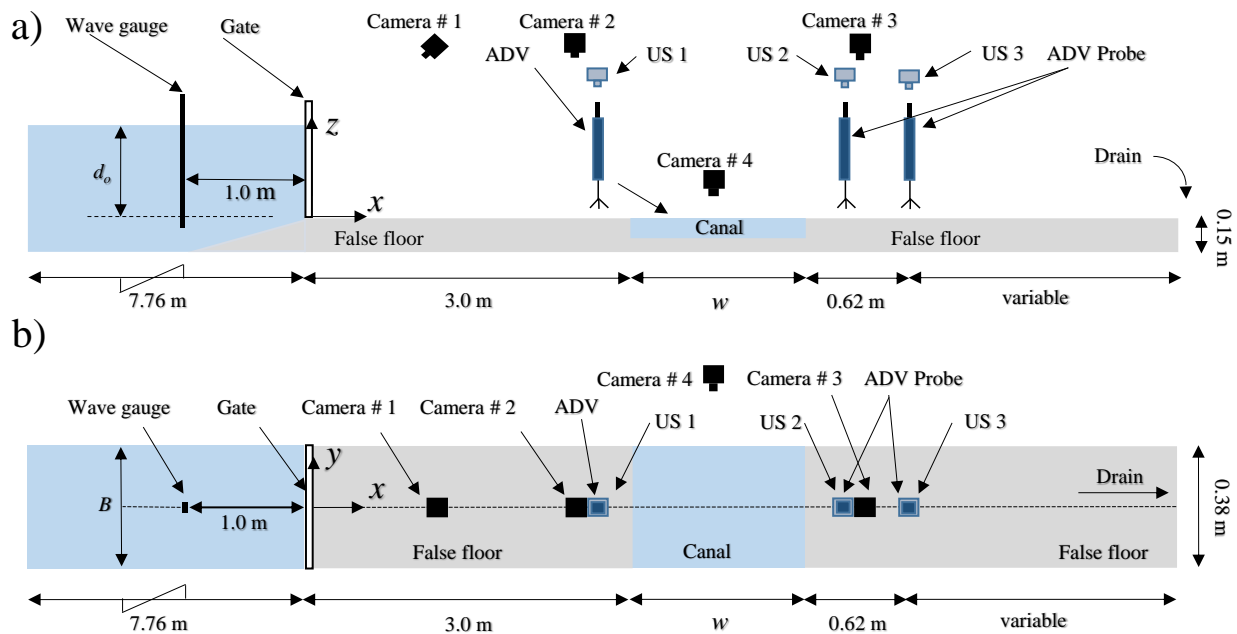 a)
Wave gauge
Gate
Camera # 1
Camera # 2
Camera # 3
ADV
US 1
US 2
US 3
ADV Probe
z
dₒ
1.0 m
x
Camera # 4
Drain
Canal
False floor
False floor
0.15 m
7.76 m
3.0 m
w
0.62 m
variable
b)
Camera # 4
Camera # 3
ADV Probe
Wave gauge
Gate
Camera # 1
Camera # 2
ADV
US 1
US 2
US 3
y
B
x
1.0 m
Drain
False floor
Canal
False floor
0.38 m
7.76 m
3.0 m
w
0.62 m
variable